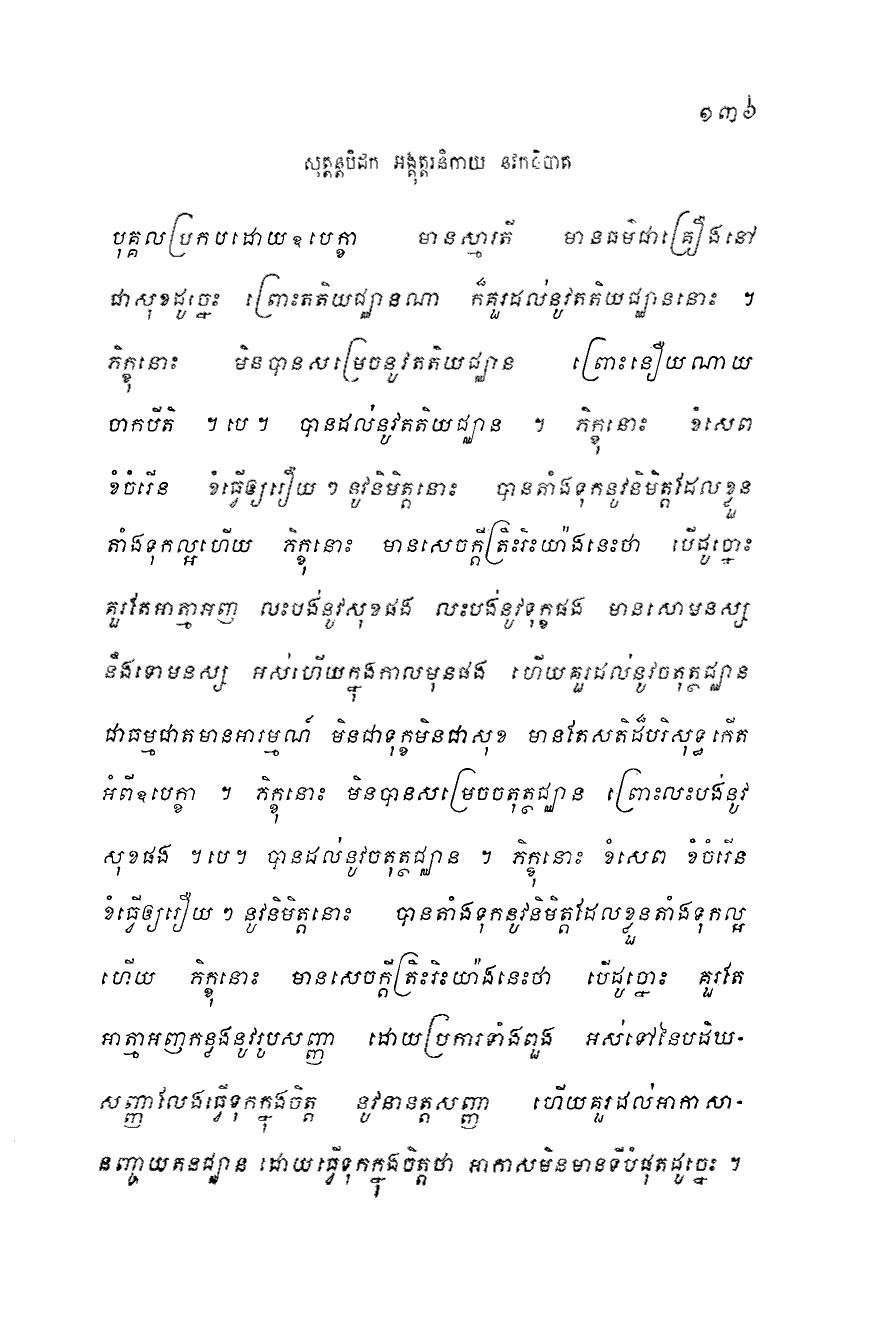 ១៣៦
សុត្តន្តបិដក អង្គុត្តរនិកាយ នវកនិបាត
បុគ្គលប្រកបដោយឧបេក្ខា មានស្មារតី មានធម៌ជាគ្រឿងនៅ
ជាសុខដូច្នេះ ព្រោះតតិយជ្ឈានណា ក៏គួរដល់នូវតតិយជ្ឈាននោះ ។
ភិក្ខុនោះ មិនបានសម្រេចនូវតតិយជ្ឈាន ព្រោះនឿយណាយ
ចាកបីតិ ។ បេ ។ បានដល់នូវតតិយជ្ឈាន ។ ភិក្ខុនោះ ខំសេព
ខំចំរើន ខំធ្វើឲ្យរឿយ ៗ នូវនិមិត្តនោះ បានតាំងទុកនូវនិមិត្តដែលខ្លួន
តាំងទុកល្អហើយ ភិក្ខុនោះ មានសេចក្តីត្រិះរិះយ៉ាងនេះថា បើដូច្នោះ
គួរតែអាត្មាអញ លះបង់នូវសុខផង លះបង់នូវទុក្ខផង មានសោមនស្ស
នឹងទោមនស្ស អស់ហើយក្នុងកាលមុនផង ហើយគួរដល់នូវចតុត្ថជ្ឈាន
ជាធម្មជាតមានអារម្មណ៍ មិនជាទុក្ខមិនជាសុខ មានតែសតិដ៏បរិសុទ្ធ កើត
អំពីឧបេក្ខា ។ ភិក្ខុនោះ មិនបានសម្រេចចតុត្ថជ្ឈាន ព្រោះលះបង់នូវ
សុខផង ។ បេ ។ បានដល់នូវចតុត្ថជ្ឈាន ។ ភិក្ខុនោះ ខំសេព ខំចំរើន
ខំធ្វើឲ្យរឿយ ៗ នូវនិមិត្តនោះ បានតាំងទុកនូវនិមិត្តដែលខ្លួនតាំងទុកល្អ
ហើយ ភិក្ខុនោះ មានសេចក្តីត្រិះរិះយ៉ាងនេះថា បើដូច្នោះ គួរតែ
អាត្មាអញកន្លងនូវរូបសញ្ញា ដោយប្រការទាំងពួង អស់ទៅនៃបដិឃ-
សញ្ញាលែងធ្វើទុកក្នុងចិត្ត នូវនានត្តសញ្ញា ហើយគួរដល់អាកាសា-
នញ្ចាយតនជ្ឈាន ដោយធ្វើទុកក្នុងចិត្តថា អាកាសមិនមានទីបំផុតដូច្នេះ ។